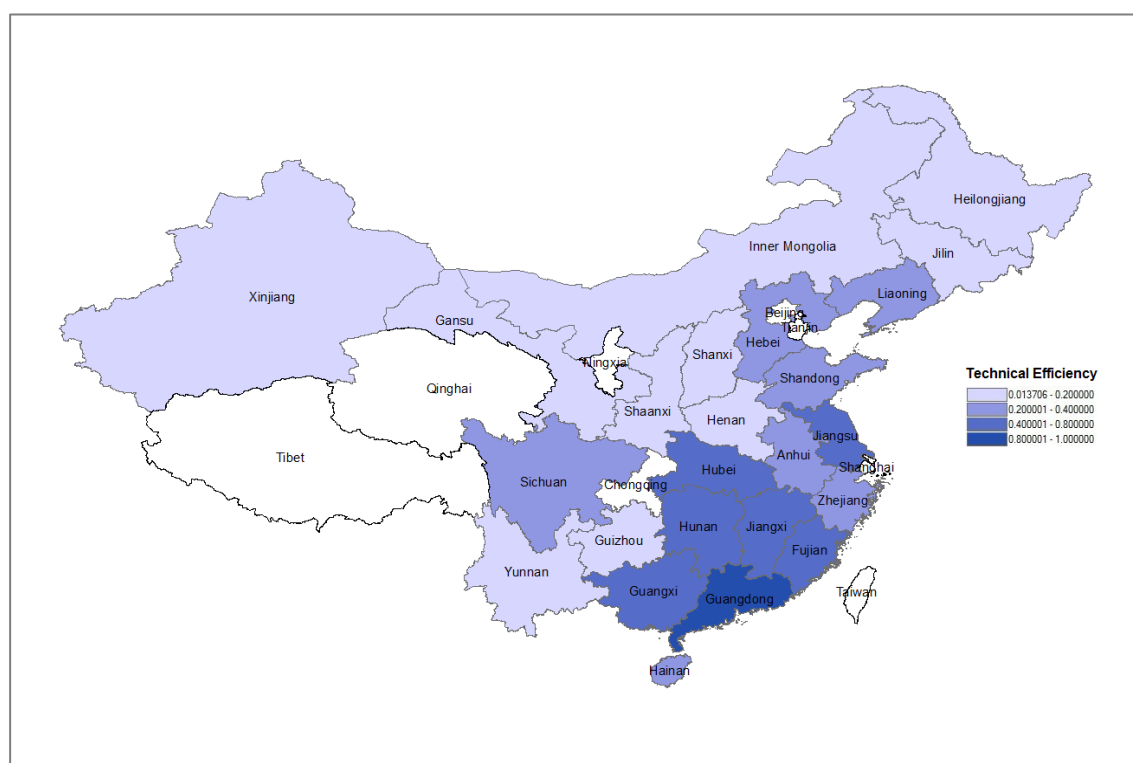 Heilongjiang
Inner Mongolia
Jilin
Xinjiang
Liaoning
Beijing
Gansu
Tianjin
Hebei
Shanxi
Ningxia
Shandong
Qinghai
Technical Efficiency
0.013706 - 0.200000
0.200001 - 0.400000
0.400001 - 0.800000
0.800001 - 1.000000
Shaanxi
Henan
Jiangsu
Tibet
Anhui
Hubei
Shanghai
Sichuan
Chongqing
Zhejiang
Hunan
Jiangxi
Guizhou
Fujian
Yunnan
Guangxi
Guangdong
Taiwan
Hainan